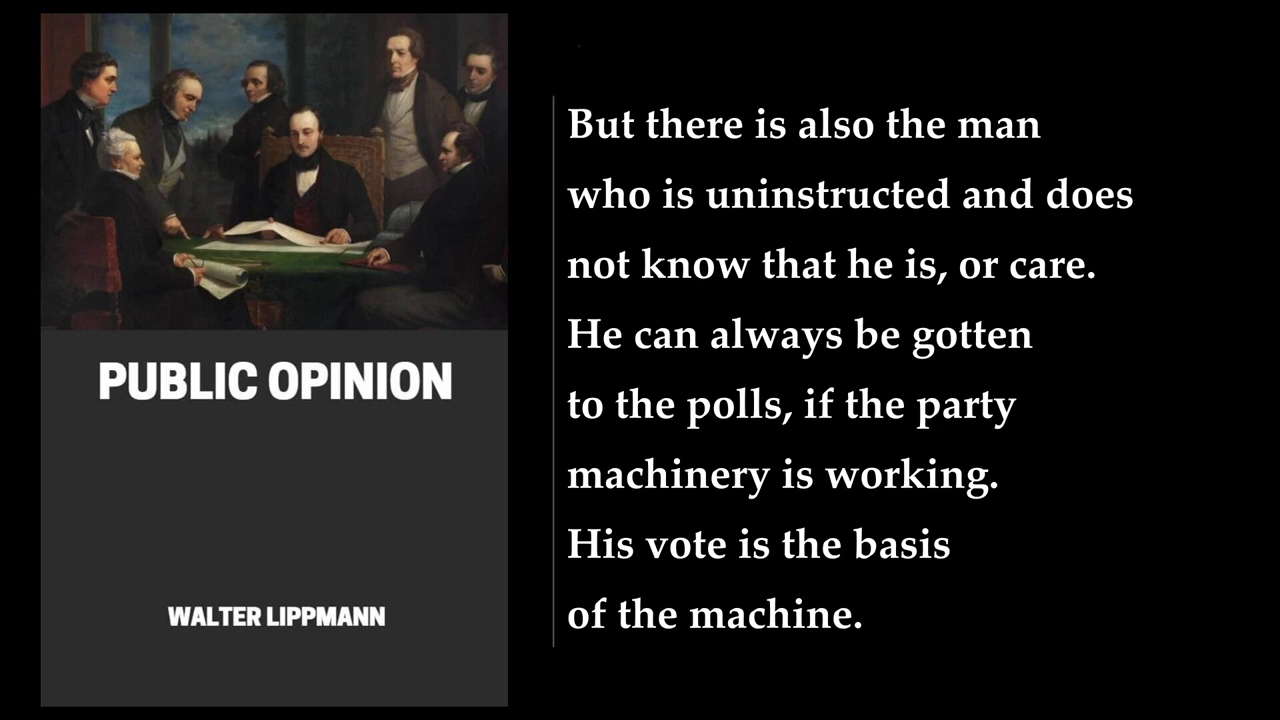 PUBLIC OPINION
WALTER LIPPMANN
But there is also the man
who is uninstructed and does
not know that he is, or care.
He can always be gotten
to the polls, if the party
machinery is working.
His vote is the basis
of the machine.